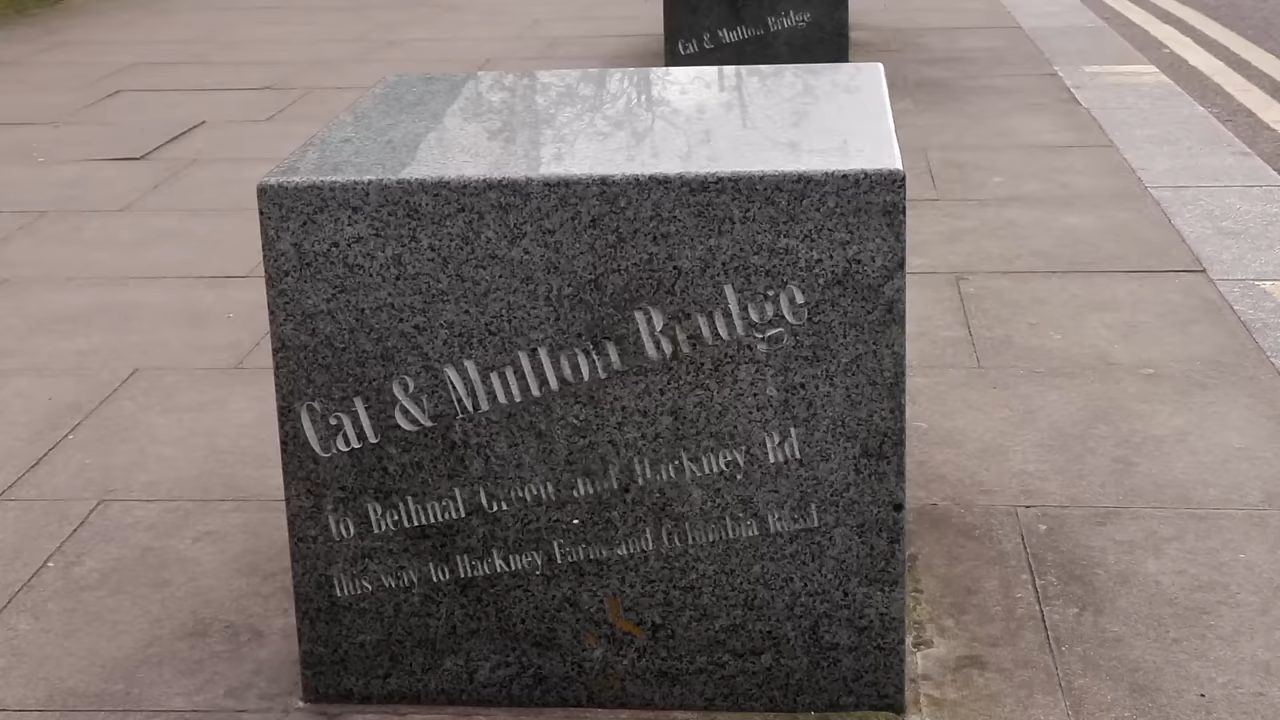 Cat & Mutton Bridge
Cat & Mutton Bridge
to Bethnal Green and Hackney Rd
this way to Hackney Farm and Columbia Road